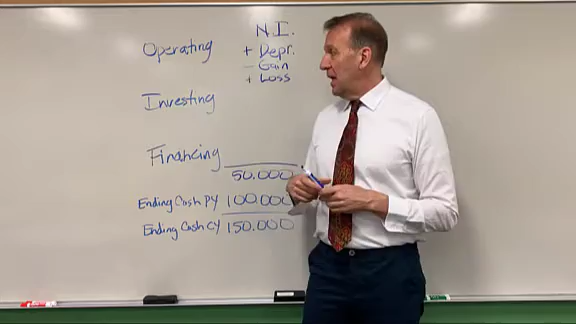 N.I.
Operating + Depr.
- Gain
+ Loss
Investing
Financing
50.000
Ending Cash PY 100.000
Ending Cash CY 150.000